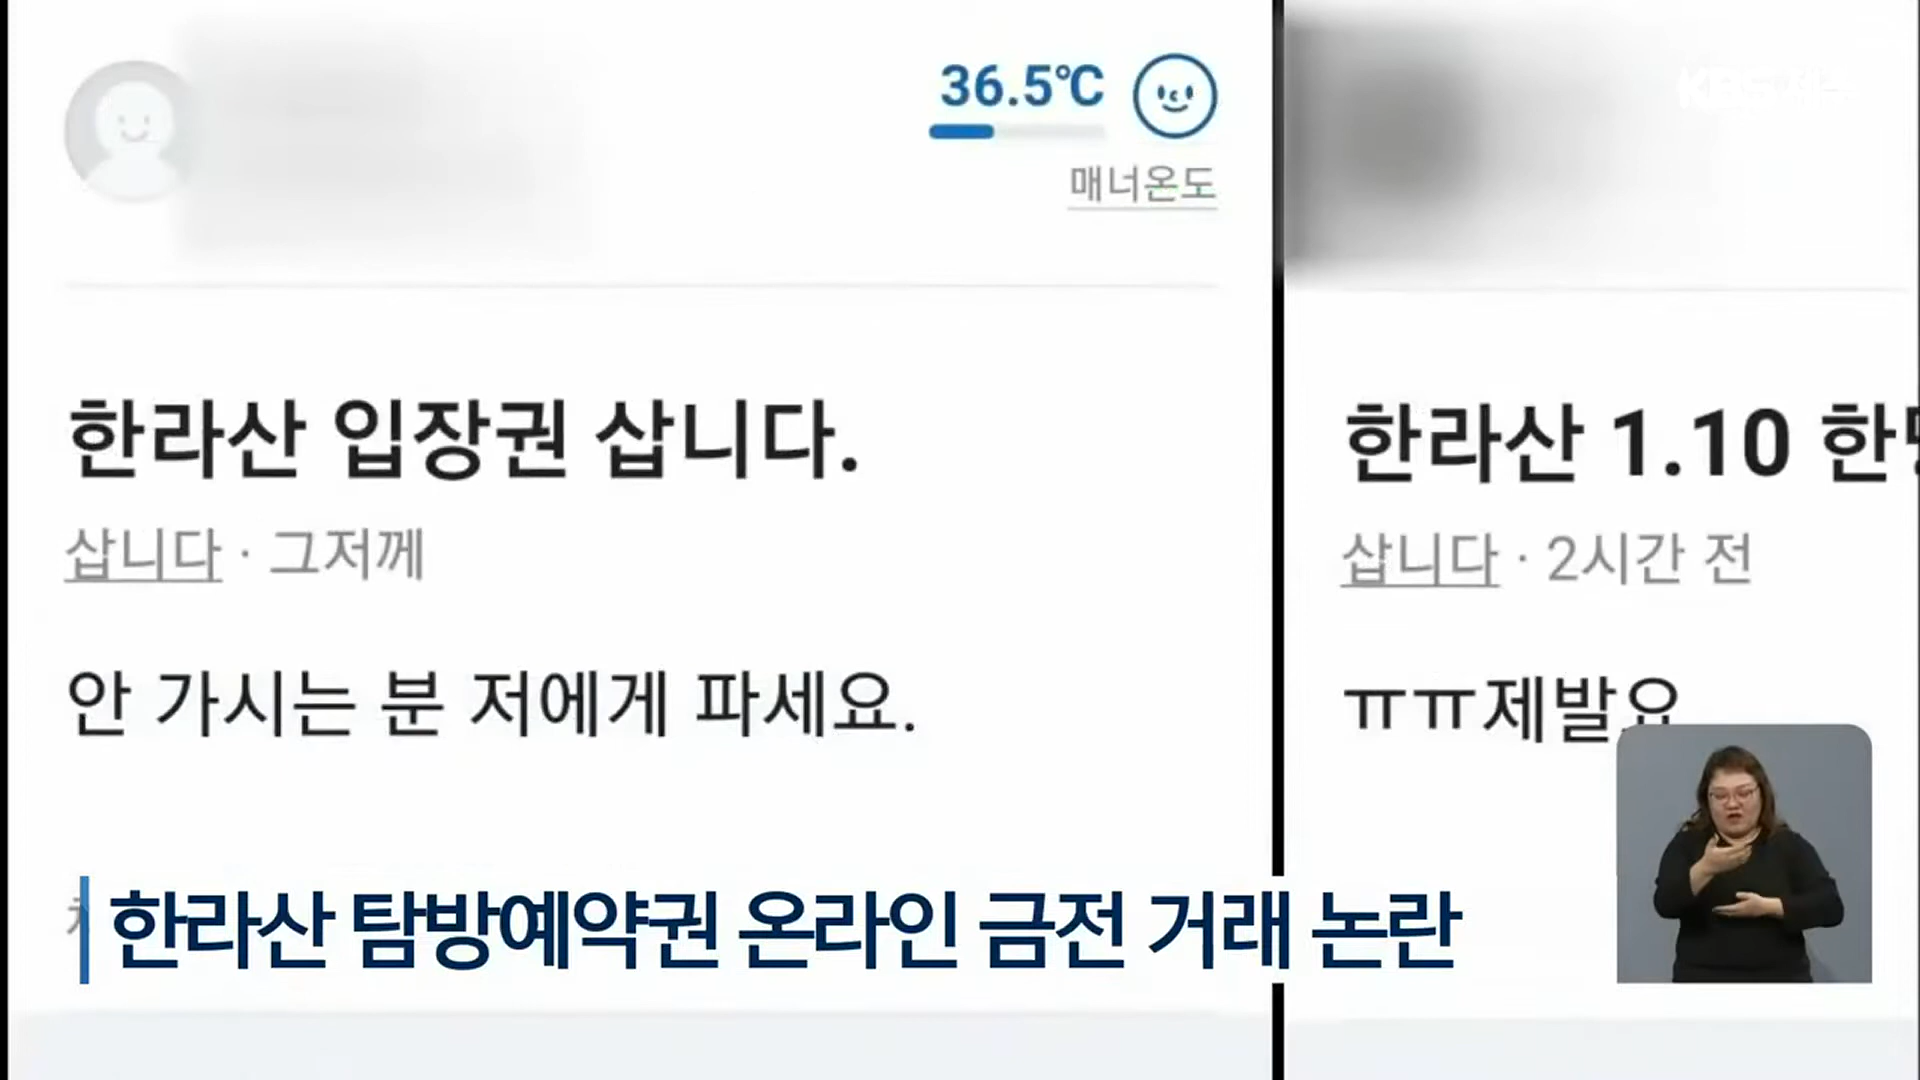 36.5℃
매너온도
한라산 입장권 삽니다.
삽니다 · 그저께
안 가시는 분 저에게 파세요.
한라산 1.10
삽니다 · 2시간 전
ㅠㅠ제발요
한라산 탐방예약권 온라인 금전 거래 논란